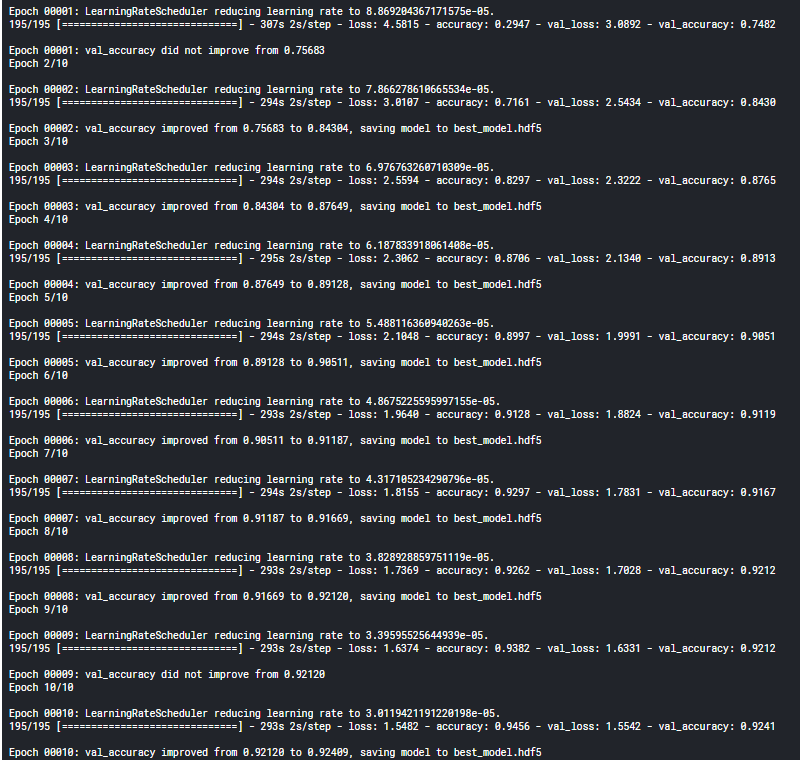 Epoch 00001: LearningRateScheduler reducing learning rate to 8.869204367171575e-05.
195/195 [==============================] - 307s 2s/step - loss: 4.5815 - accuracy: 0.2947 - val_loss: 3.0892 - val_accuracy: 0.7482
Epoch 00001: val_accuracy did not improve from 0.75683
Epoch 2/10
Epoch 00002: LearningRateScheduler reducing learning rate to 7.866278610665534e-05.
195/195 [==============================] - 294s 2s/step - loss: 3.0107 - accuracy: 0.7161 - val_loss: 2.5434 - val_accuracy: 0.8430
Epoch 00002: val_accuracy improved from 0.75683 to 0.84304, saving model to best_model.hdf5
Epoch 3/10
Epoch 00003: LearningRateScheduler reducing learning rate to 6.976763260710309e-05.
195/195 [==============================] - 294s 2s/step - loss: 2.5594 - accuracy: 0.8297 - val_loss: 2.3222 - val_accuracy: 0.8765
Epoch 00003: val_accuracy improved from 0.84304 to 0.87649, saving model to best_model.hdf5
Epoch 4/10
Epoch 00004: LearningRateScheduler reducing learning rate to 6.187833918061408e-05.
195/195 [==============================] - 295s 2s/step - loss: 2.3062 - accuracy: 0.8706 - val_loss: 2.1340 - val_accuracy: 0.8913
Epoch 00004: val_accuracy improved from 0.87649 to 0.89128, saving model to best_model.hdf5
Epoch 5/10
Epoch 00005: LearningRateScheduler reducing learning rate to 5.488116360940263e-05.
195/195 [==============================] - 294s 2s/step - loss: 2.1048 - accuracy: 0.8997 - val_loss: 1.9991 - val_accuracy: 0.9051
Epoch 00005: val_accuracy improved from 0.89128 to 0.90511, saving model to best_model.hdf5
Epoch 6/10
Epoch 00006: LearningRateScheduler reducing learning rate to 4.8675225595997155e-05.
195/195 [==============================] - 293s 2s/step - loss: 1.9640 - accuracy: 0.9128 - val_loss: 1.8824 - val_accuracy: 0.9119
Epoch 00006: val_accuracy improved from 0.90511 to 0.91187, saving model to best_model.hdf5
Epoch 7/10
Epoch 00007: LearningRateScheduler reducing learning rate to 4.317105234290796e-05.
195/195 [==============================] - 294s 2s/step - loss: 1.8155 - accuracy: 0.9297 - val_loss: 1.7831 - val_accuracy: 0.9167
Epoch 00007: val_accuracy improved from 0.91187 to 0.91669, saving model to best_model.hdf5
Epoch 8/10
Epoch 00008: LearningRateScheduler reducing learning rate to 3.828928859751119e-05.
195/195 [==============================] - 293s 2s/step - loss: 1.7369 - accuracy: 0.9262 - val_loss: 1.7028 - val_accuracy: 0.9212
Epoch 00008: val_accuracy improved from 0.91669 to 0.92120, saving model to best_model.hdf5
Epoch 9/10
Epoch 00009: LearningRateScheduler reducing learning rate to 3.39595525644939e-05.
195/195 [==============================] - 293s 2s/step - loss: 1.6374 - accuracy: 0.9382 - val_loss: 1.6331 - val_accuracy: 0.9212
Epoch 00009: val_accuracy did not improve from 0.92120
Epoch 10/10
Epoch 00010: LearningRateScheduler reducing learning rate to 3.0119421191220198e-05.
195/195 [==============================] - 293s 2s/step - loss: 1.5482 - accuracy: 0.9456 - val_loss: 1.5542 - val_accuracy: 0.9241
Epoch 00010: val_accuracy improved from 0.92120 to 0.92409, saving model to best_model.hdf5